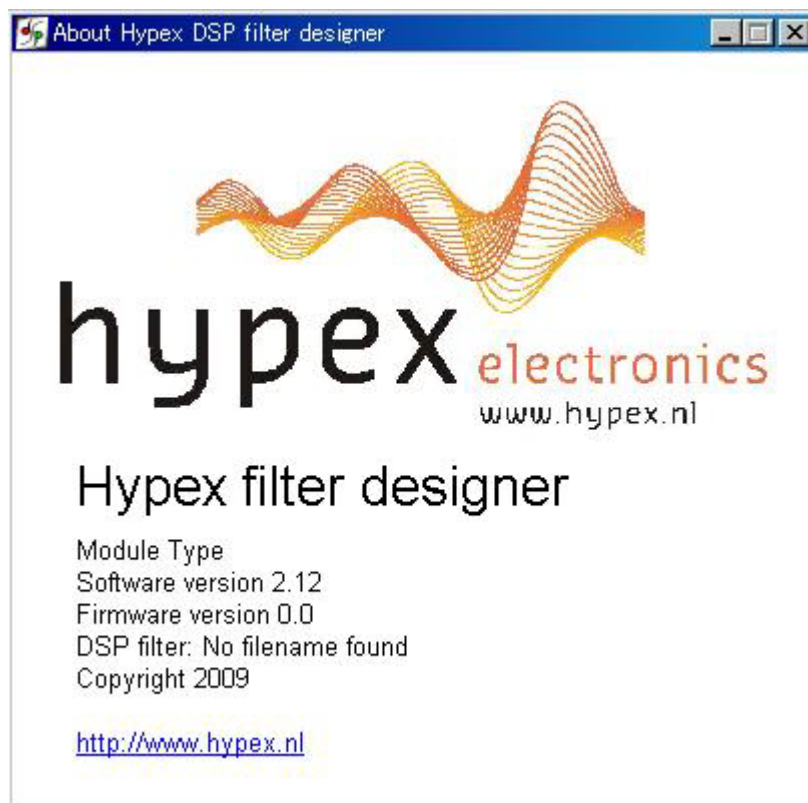 About Hypex DSP filter designer
hypex electronics
www.hypex.nl
Hypex filter designer
Module Type
Software version 2.12
Firmware version 0.0
DSP filter: No filename found
Copyright 2009
http://www.hypex.nl